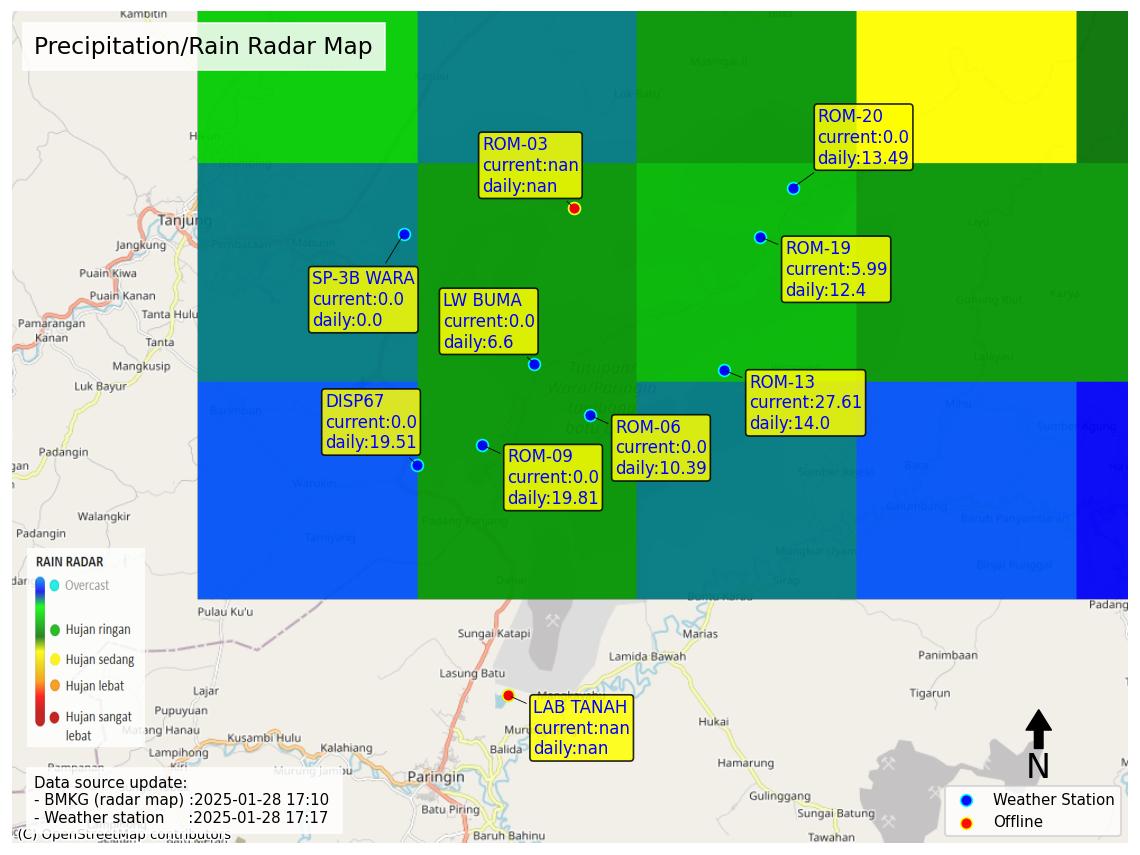 Kambitin
Precipitation/Rain Radar Map
ROM-20
current:0.0
daily:13.49
ROM-03
current:nan
daily:nan
Tanjung
Jangkung
ROM-19
current:5.99
daily:12.4
SP-3B WARA
current:0.0
daily:0.0
Puain Kiwa
Puain Kanan
LW BUMA
current:0.0
daily:6.6
Tanta Hulu
Pamarangan
Kanan
Tanta
Mangkusip
Luk Bayur
ROM-13
current:27.61
daily:14.0
DISP67
current:0.0
daily:19.51
ROM-06
current:0.0
daily:10.39
ROM-09
current:0.0
daily:19.81
Walangkir
Padangin
RAIN RADAR
Overcast
Hujan ringan
Hujan sedang
Hujan lebat
Hujan sangat
lebat
Pulau Ku'u
Padang
Sungai Katapi
Marias
Lamida Bawah
Panimbaan
Lasung Batu
Lajar
Tigarun
Pupuyuan
LAB TANAH
current:nan
daily:nan
Hukai
Matang Hanau
Kusambi Hulu
Lampihong
Kalahiang
Balida
Hamarung
Murung Jambu
Paringin
N
Gulinggang
Batu Piring
Sungai Batung
Baruh Bahinu
Tawahan
Data source update:
- BMKG (radar map) :2025-01-28 17:10
- Weather station :2025-01-28 17:17
(C) OpenStreetMap contributors
Weather Station
Offline